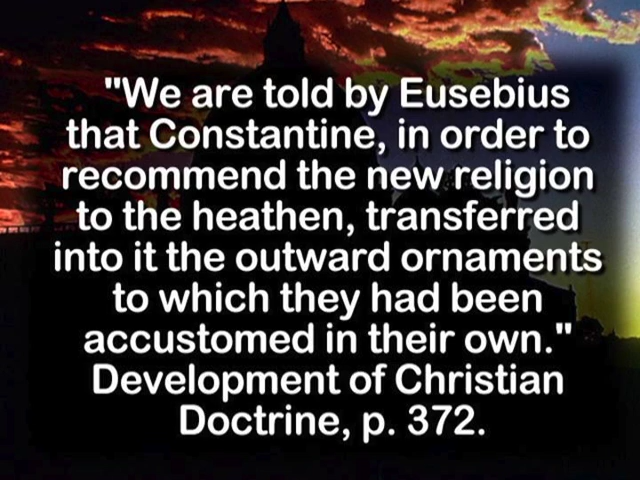 "We are told by Eusebius
that Constantine, in order to
recommend the new religion
to the heathen, transferred
into it the outward ornaments
to which they had been
accustomed in their own."
Development of Christian
Doctrine, p. 372.